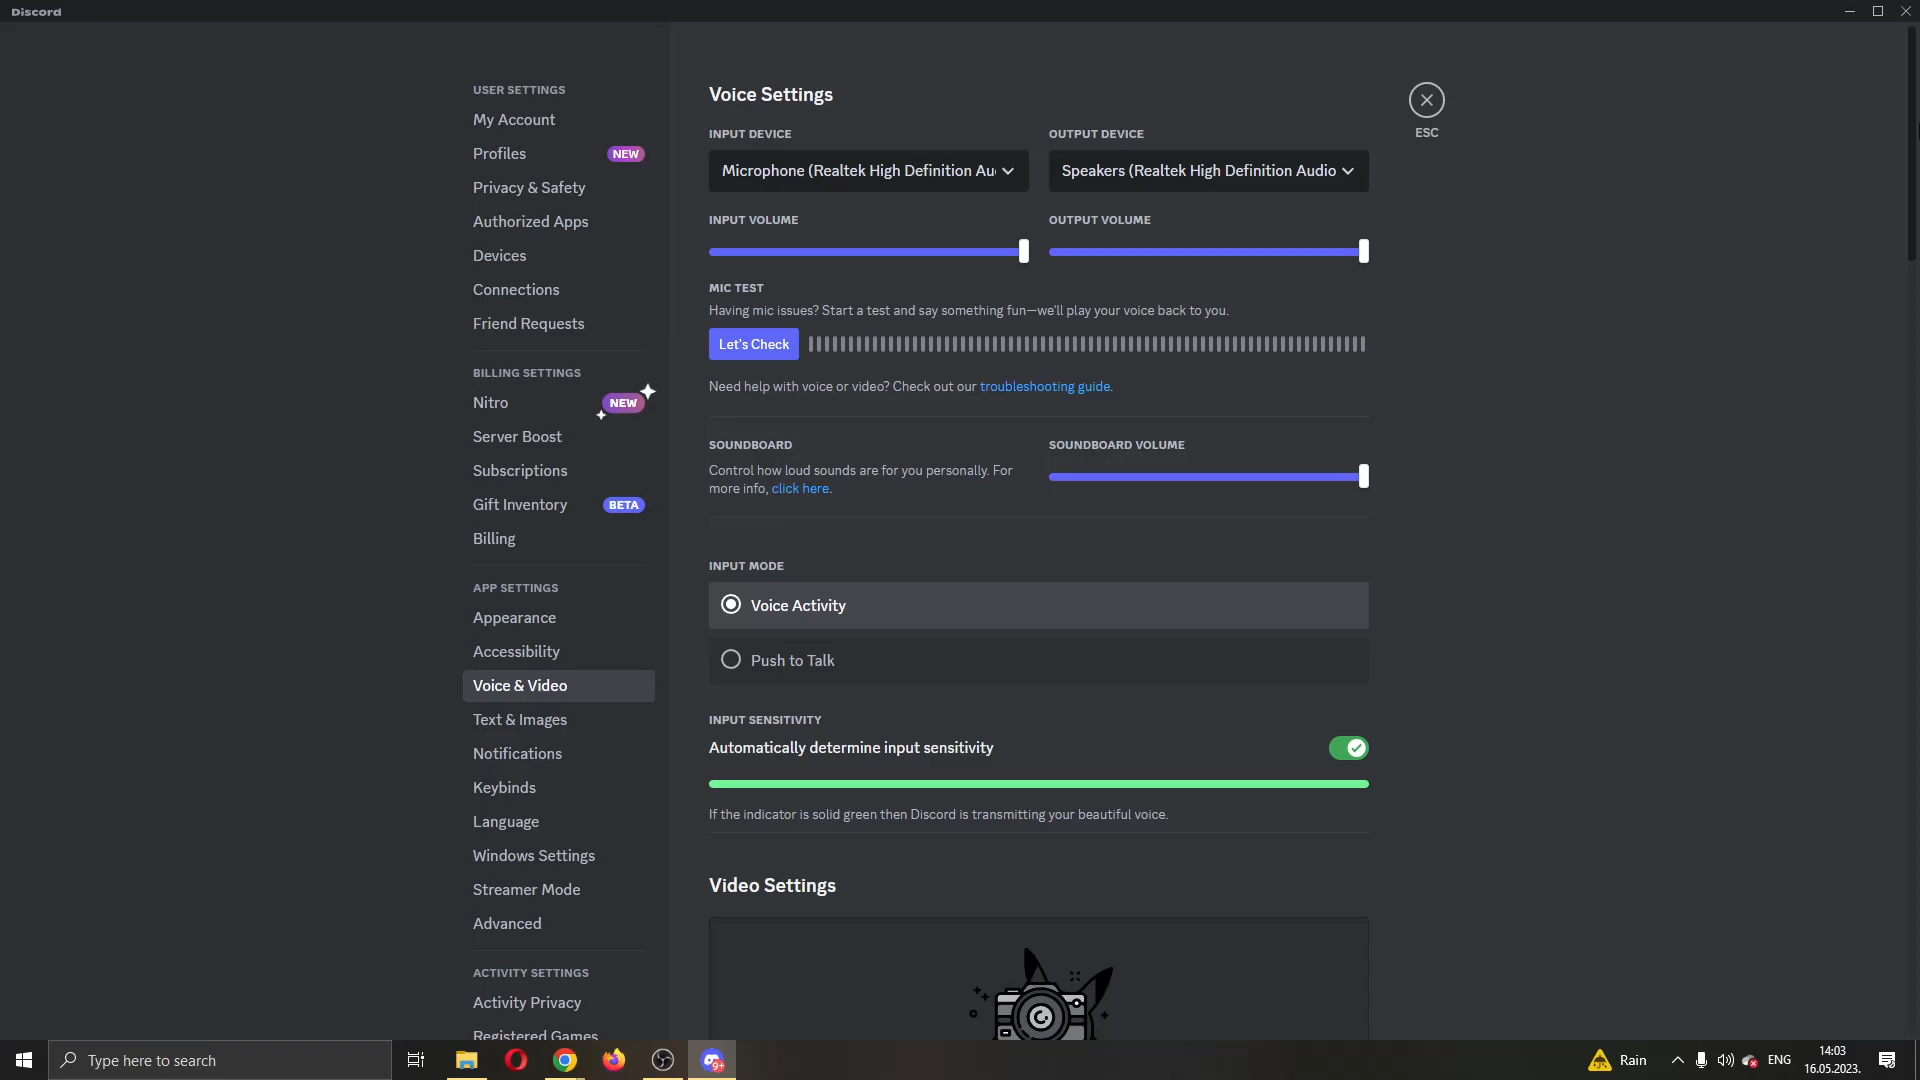 Discord
USER SETTINGS
My Account
Profiles
NEW
Privacy & Safety
Authorized Apps
Devices
Connections
Friend Requests
BILLING SETTINGS
Nitro
NEW
Server Boost
Subscriptions
Gift Inventory
BETA
Billing
APP SETTINGS
Appearance
Accessibility
Voice & Video
Text & Images
Notifications
Keybinds
Language
Windows Settings
Streamer Mode
Advanced
ACTIVITY SETTINGS
Activity Privacy
Registered Games
Voice Settings
ESC
INPUT DEVICE
OUTPUT DEVICE
Microphone (Realtek High Definition Au
Speakers (Realtek High Definition Audio
INPUT VOLUME
OUTPUT VOLUME
MIC TEST
Having mic issues? Start a test and say something fun—we'll play your voice back to you.
Let's Check
Need help with voice or video? Check out our troubleshooting guide.
SOUNDBOARD
SOUNDBOARD VOLUME
Control how loud sounds are for you personally. For
more info, click here.
INPUT MODE
Voice Activity
Push to Talk
INPUT SENSITIVITY
Automatically determine input sensitivity
If the indicator is solid green then Discord is transmitting your beautiful voice.
Video Settings
Type here to search
9+
Rain
ENG
14:03
16.05.2023.